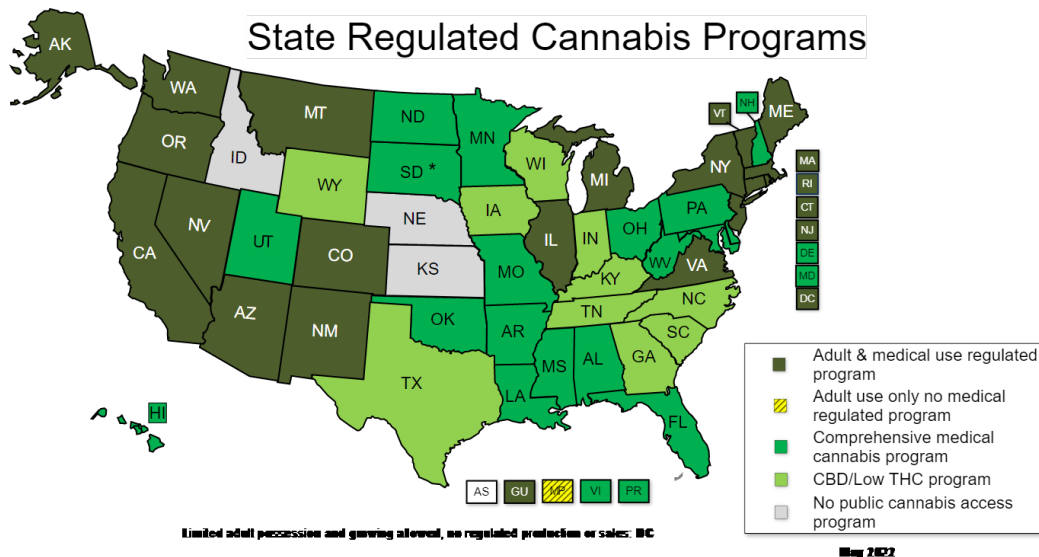 State Regulated Cannabis Programs
AK
WA
MT
ND
MN
VT
NH
ME
OR
ID
WY
SD *
WI
MI
NY
MA
RI
CT
NJ
DE
MD
DC
NV
UT
CO
NE
IA
IL
IN
OH
PA
WV
VA
CA
KS
MO
KY
NC
TN
AZ
NM
OK
AR
SC
TX
MS
AL
GA
LA
FL
HI
AS
GU
MP
VI
PR
Adult & medical use regulated
program
Adult use only no medical
regulated program
Comprehensive medical
cannabis program
CBD/Low THC program
No public cannabis access
program
Limited adult possession and growing allowed, no regulated production or sales: DC
May 2022